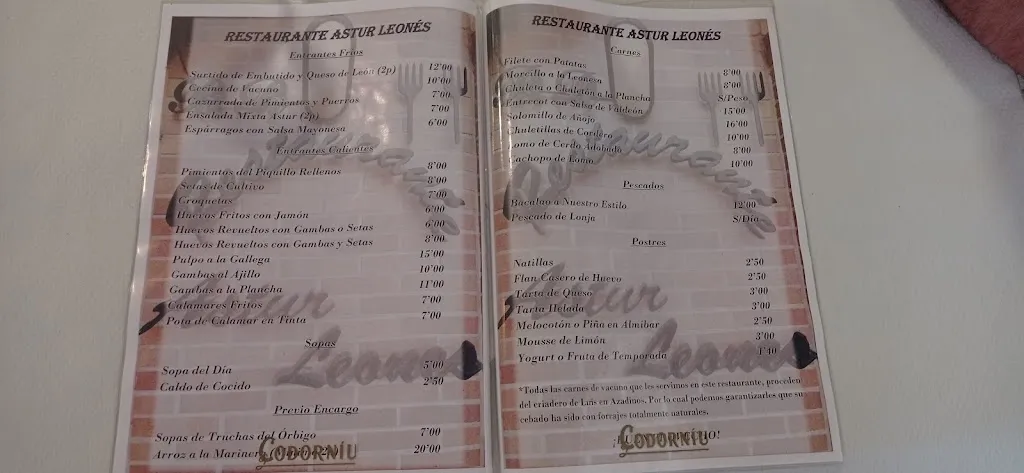 RESTAURANTE ASTUR LEONÉS
Entrantes Fríos
Surtido de Embutido y Queso de León (2p) 12'00
Cecina de Vacuno 10'00
Cazurrada de Pimientos y Puerros 7'00
Ensalada Mixta Astur (2p) 7'00
Espárragos con Salsa Mayonesa 6'00
Entrantes Calientes
Pimientos del Piquillo Rellenos 8'00
Setas de Cultivo 8'00
Croquetas 7'00
Huevos Fritos con Jamón 6'00
Huevos Revueltos con Gambas o Setas 6'00
Huevos Revueltos con Gambas y Setas 8'00
Pulpo a la Gallega 15'00
Gambas al Ajillo 10'00
Gambas a la Plancha 11'00
Calamares Fritos 7'00
Pota de Calamar en Tinta 7'00
Sopas
Sopa del Día 5'00
Caldo de Cocido 2'50
Previo Encargo
Sopas de Truchas del Órbigo 7'00
Arroz a la Marinera 20'00
CODORNÍU
RESTAURANTE ASTUR LEONÉS
Carnes
Filete con Patatas 8'00
Morcillo a la Leonesa 8'00
Chuleta o Chuletón a la Plancha S/Peso
Entrecot con Salsa de Valdeón 15'00
Solomillo de Añojo 16'00
Chuletillas de Cordero 10'00
Lomo de Cerdo Adobado 8'00
Cachopo de Lomo 10'00
Pescados
Bacalao a Nuestro Estilo 12'00
Pescado de Lonja S/Día
Postres
Natillas 2'50
Flan Casero de Huevo 2'50
Tarta de Queso 3'00
Tarta Helada 3'00
Melocotón o Piña en Almíbar 2'50
Mousse de Limón 3'00
Yogurt o Fruta de Temporada 1'40
*Todas las carnes de vacuno que les servimos en este restaurante, proceden
del criadero de Luis en Azadinos. Por lo cual podemos garantizarles que su
cebado ha sido con forrajes totalmente naturales.
CODORNÍU
Restaurante
Astur
Leonés